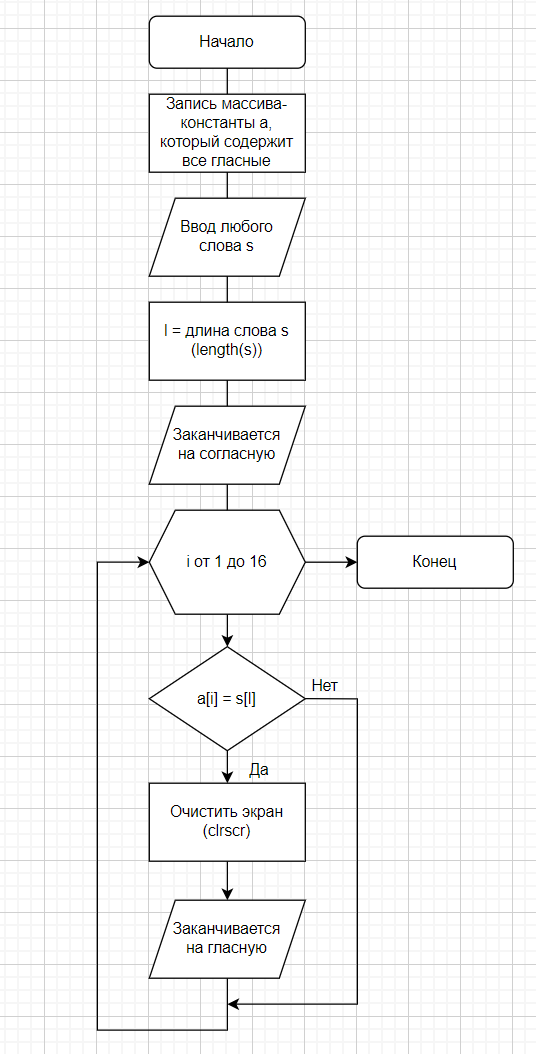 Начало
Запись массива-
константы a,
который содержит
все гласные
Ввод любого
слова s
l = длина слова s
(length(s))
Заканчивается
на согласную
i от 1 до 16
Конец
a[i] = s[l]
Нет
Да
Очистить экран
(clrscr)
Заканчивается
на гласную